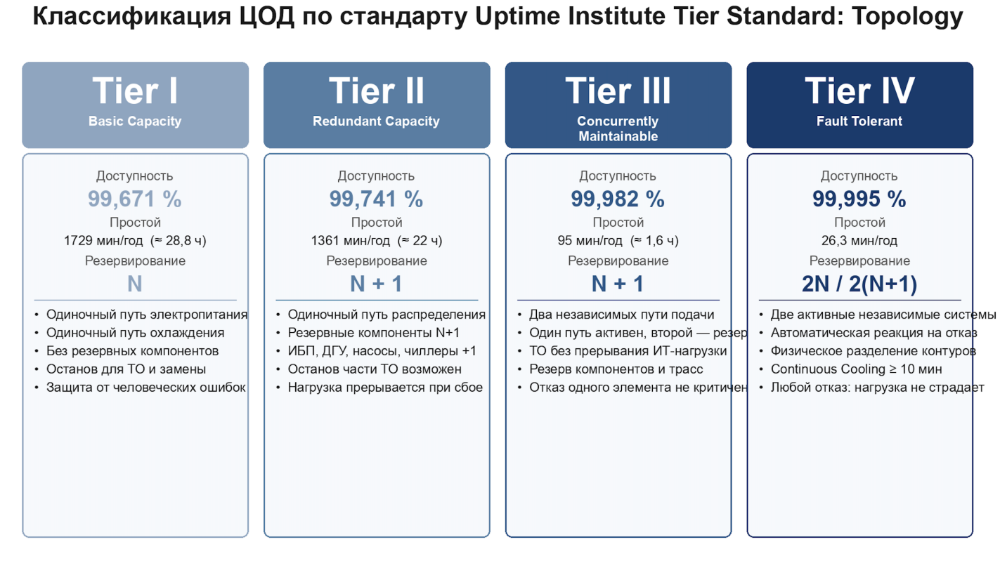 Классификация ЦОД по стандарту Uptime Institute Tier Standard: Topology
Tier I
Basic Capacity
Доступность
99,671 %
Простой
1729 мин/год (≈ 28,8 ч)
Резервирование
N
• Одиночный путь электропитания
• Одиночный путь охлаждения
• Без резервных компонентов
• Останов для ТО и замены
• Защита от человеческих ошибок
Tier II
Redundant Capacity
Доступность
99,741 %
Простой
1361 мин/год (≈ 22 ч)
Резервирование
N + 1
• Одиночный путь распределения
• Резервные компоненты N+1
• ИБП, ДГУ, насосы, чиллеры +1
• Останов части ТО возможен
• Нагрузка прерывается при сбое
Tier III
Concurrently
Maintainable
Доступность
99,982 %
Простой
95 мин/год (≈ 1,6 ч)
Резервирование
N + 1
• Два независимых пути подачи
• Один путь активен, второй — резер
• ТО без прерывания ИТ-нагрузки
• Резерв компонентов и трасс
• Отказ одного элемента не критичен
Tier IV
Fault Tolerant
Доступность
99,995 %
Простой
26,3 мин/год
Резервирование
2N / 2(N+1)
• Две активные независимые системы
• Автоматическая реакция на отказ
• Физическое разделение контуров
• Continuous Cooling ≥ 10 мин
• Любой отказ: нагрузка не страдает